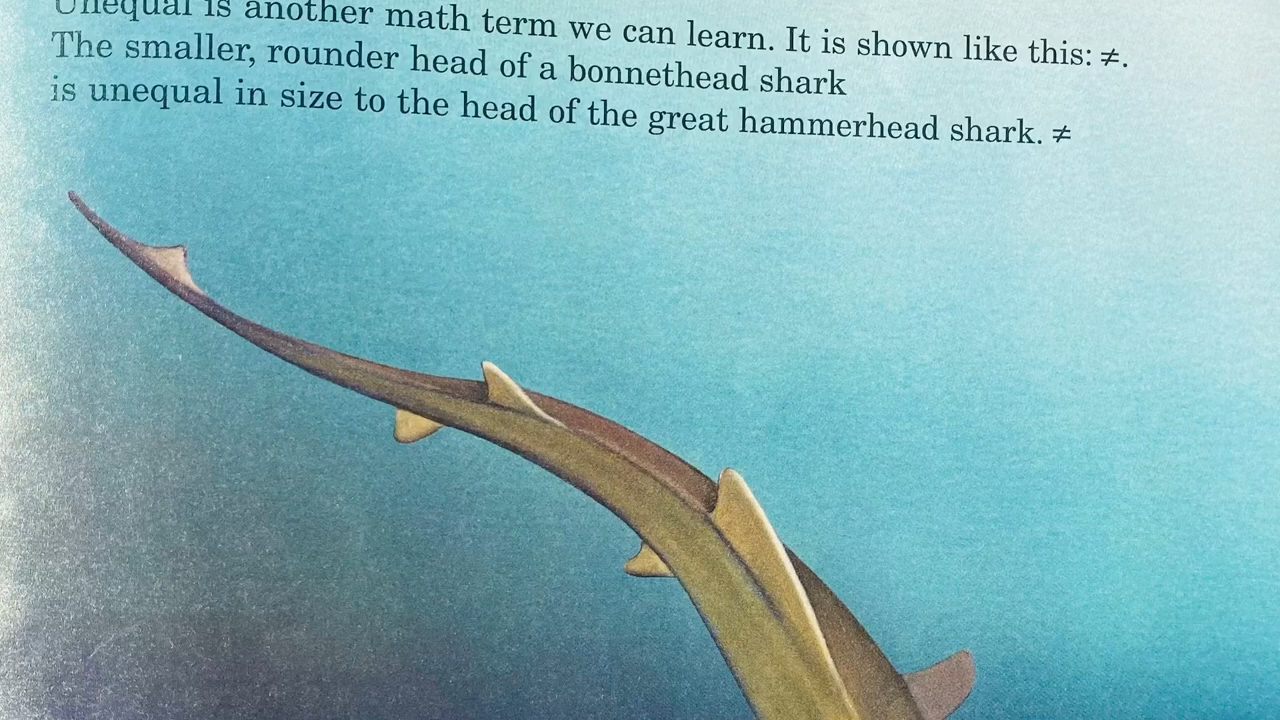 Unequal is another math term we can learn. It is shown like this: ≠.
The smaller, rounder head of a bonnethead shark
is unequal in size to the head of the great hammerhead shark. ≠